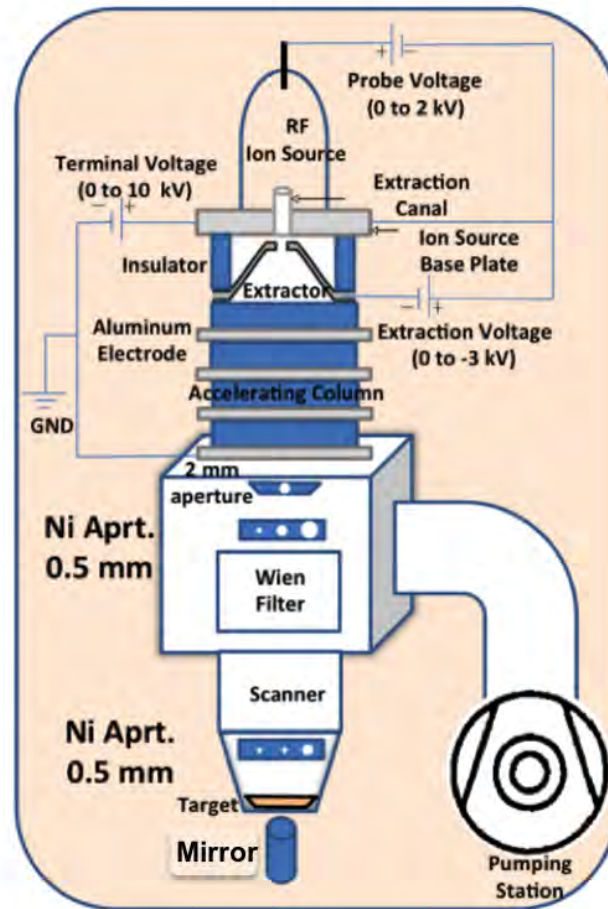 Probe Voltage
(0 to 2 kV)
RF
Ion Source
Terminal Voltage
(0 to 10 kV)
Extraction
Canal
Ion Source
Base Plate
Insulator
Extractor
Aluminum
Electrode
Extraction Voltage
(0 to -3 kV)
Accelerating Column
GND
2 mm
aperture
Ni Aprt.
0.5 mm
Wien
Filter
Scanner
Ni Aprt.
0.5 mm
Target
Mirror
Pumping
Station